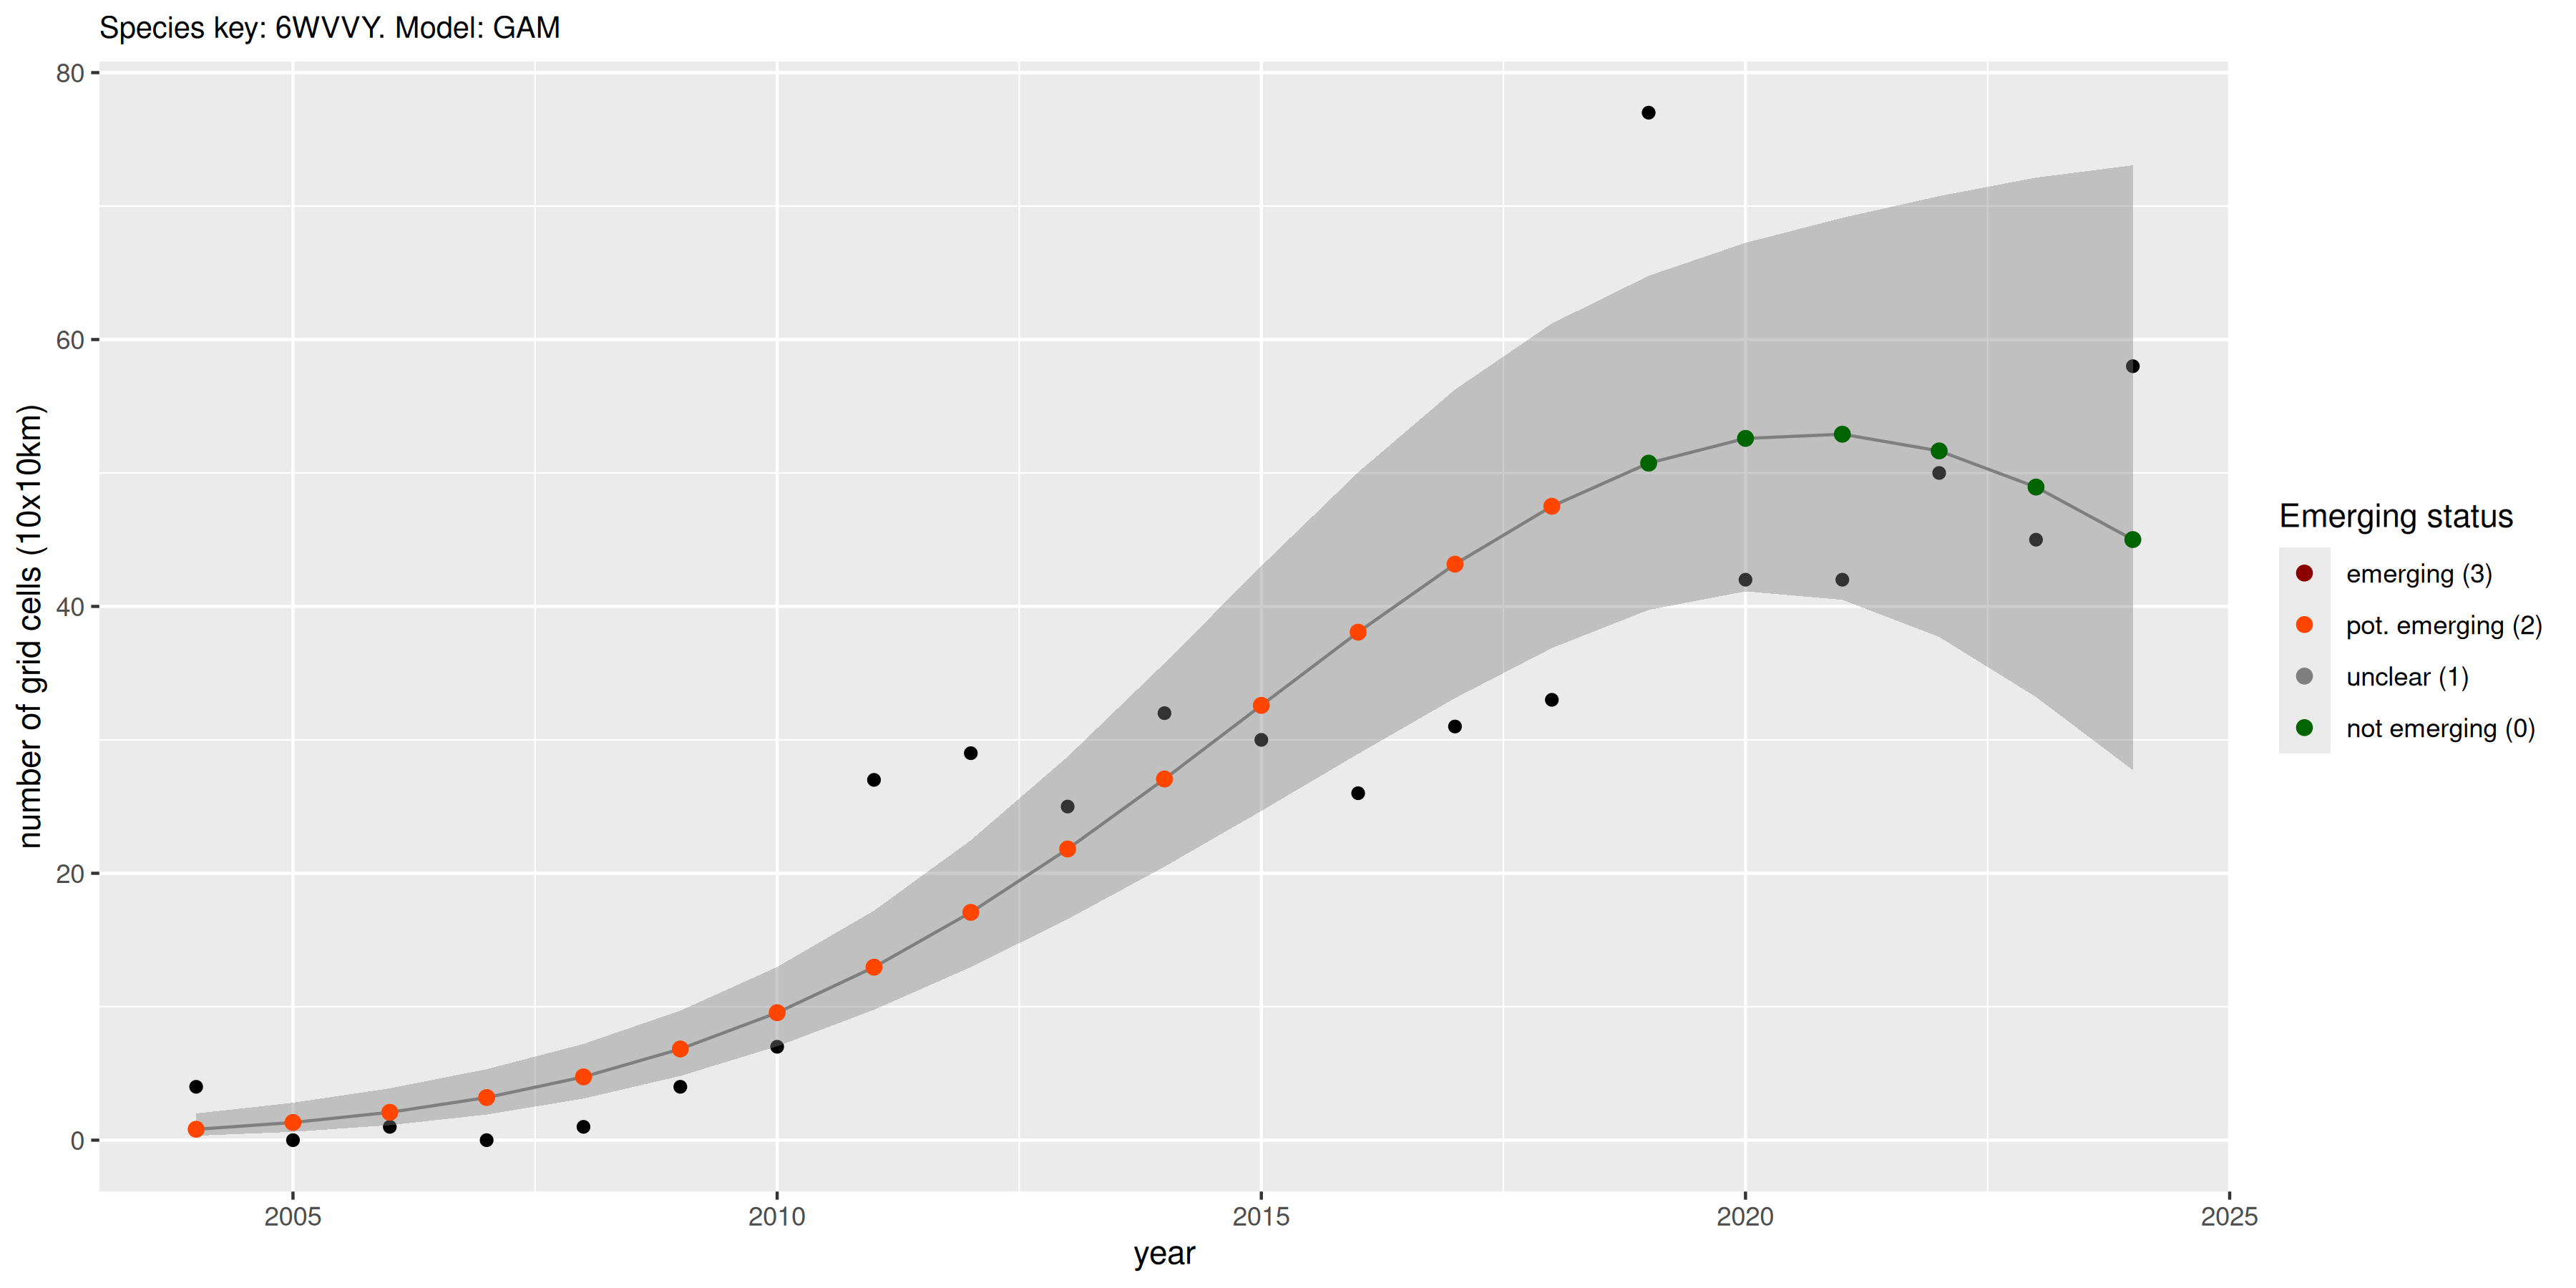 Species key: 6WVVY. Model: GAM
80
60
40
20
0
number of grid cells (10x10km)
2005 2010 2015 2020 2025
year
Emerging status
emerging (3)
pot. emerging (2)
unclear (1)
not emerging (0)